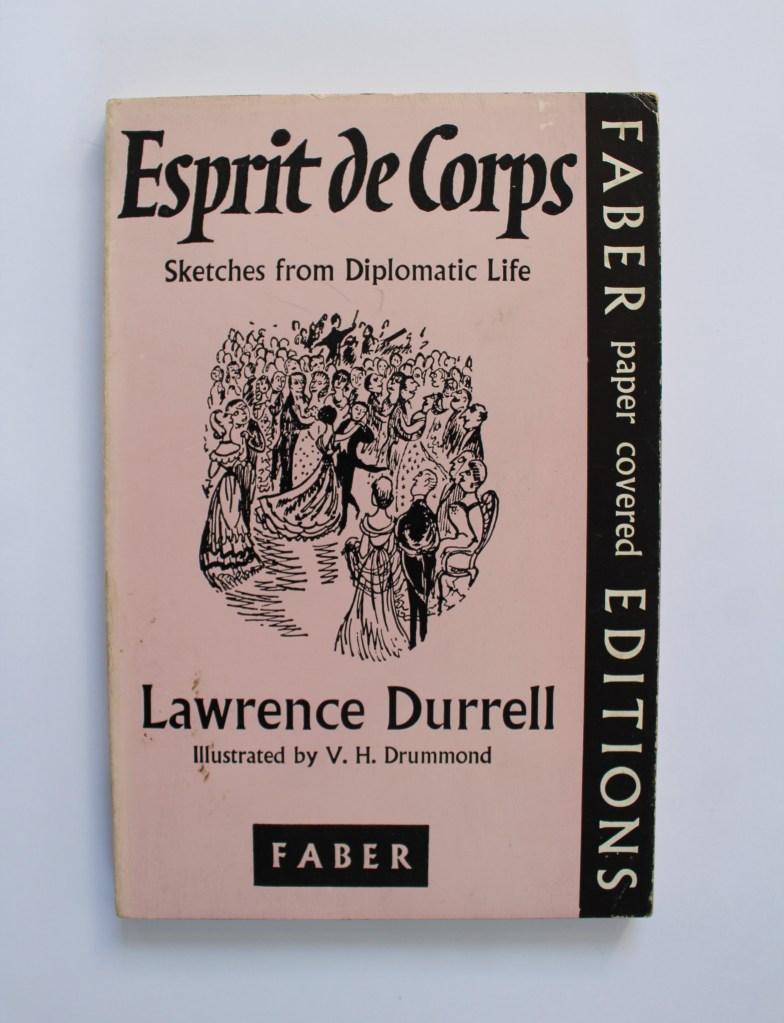 Esprit de Corps
Sketches from Diplomatic Life
Lawrence Durrell
Illustrated by V. H. Drummond
FABER
FABER paper covered EDITIONS